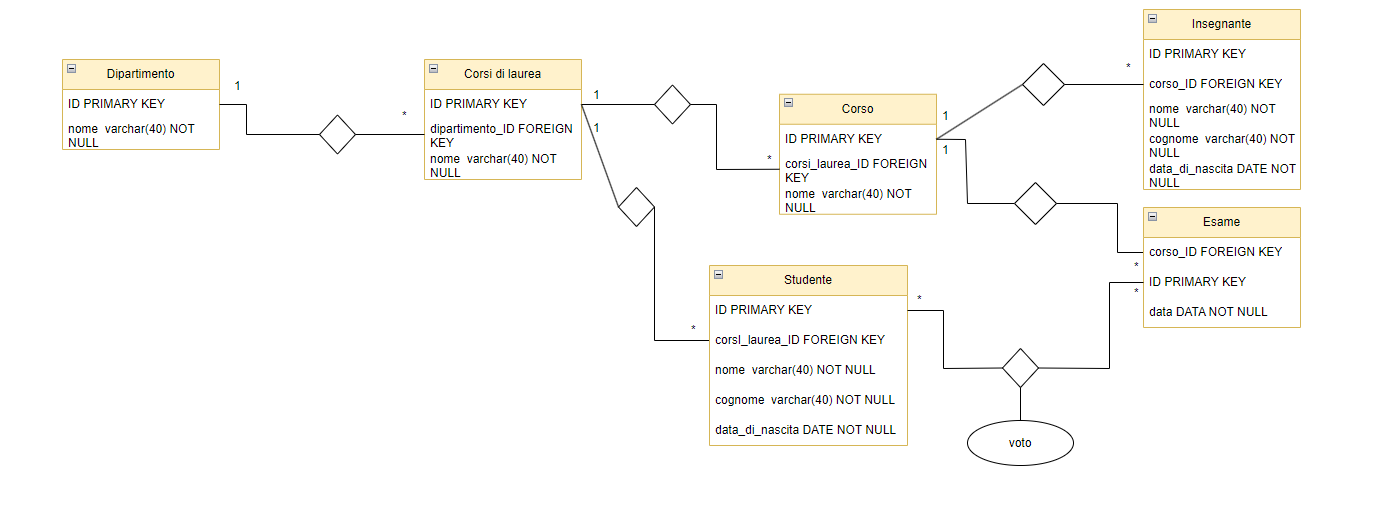 Dipartimento
ID PRIMARY KEY
nome varchar(40) NOT
NULL
1
*
Corsi di laurea
ID PRIMARY KEY
dipartimento_ID FOREIGN
KEY
nome varchar(40) NOT
NULL
1
1
*
Corso
ID PRIMARY KEY
corsi_laurea_ID FOREIGN
KEY
nome varchar(40) NOT
NULL
1
1
*
Insegnante
ID PRIMARY KEY
corso_ID FOREIGN KEY
nome varchar(40) NOT
NULL
cognome varchar(40) NOT
NULL
data_di_nascita DATE NOT
NULL
Esame
corso_ID FOREIGN KEY
*
ID PRIMARY KEY
*
data DATA NOT NULL
*
Studente
ID PRIMARY KEY
*
corsI_laurea_ID FOREIGN KEY
nome varchar(40) NOT NULL
cognome varchar(40) NOT NULL
data_di_nascita DATE NOT NULL
voto